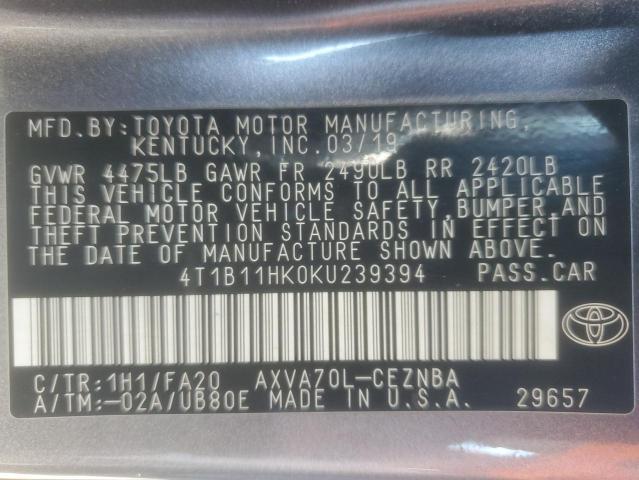 MFD.BY:TOYOTA MOTOR MANUFACTURING,
KENTUCKY,INC.03/19
GVWR 4475LB GAWR FR 2490LB RR 2420LB
THIS VEHICLE CONFORMS TO ALL APPLICABLE
FEDERAL MOTOR VEHICLE SAFETY,BUMPER,AND
THEFT PREVENTION STANDARDS IN EFFECT ON
THE DATE OF MANUFACTURE SHOWN ABOVE.
4T1B11HK0KU239394 PASS.CAR
C/TR:1H1/FA20 AXVA70L-CEZNBA
A/TM:-02A/UB80E MADE IN U.S.A. 29657